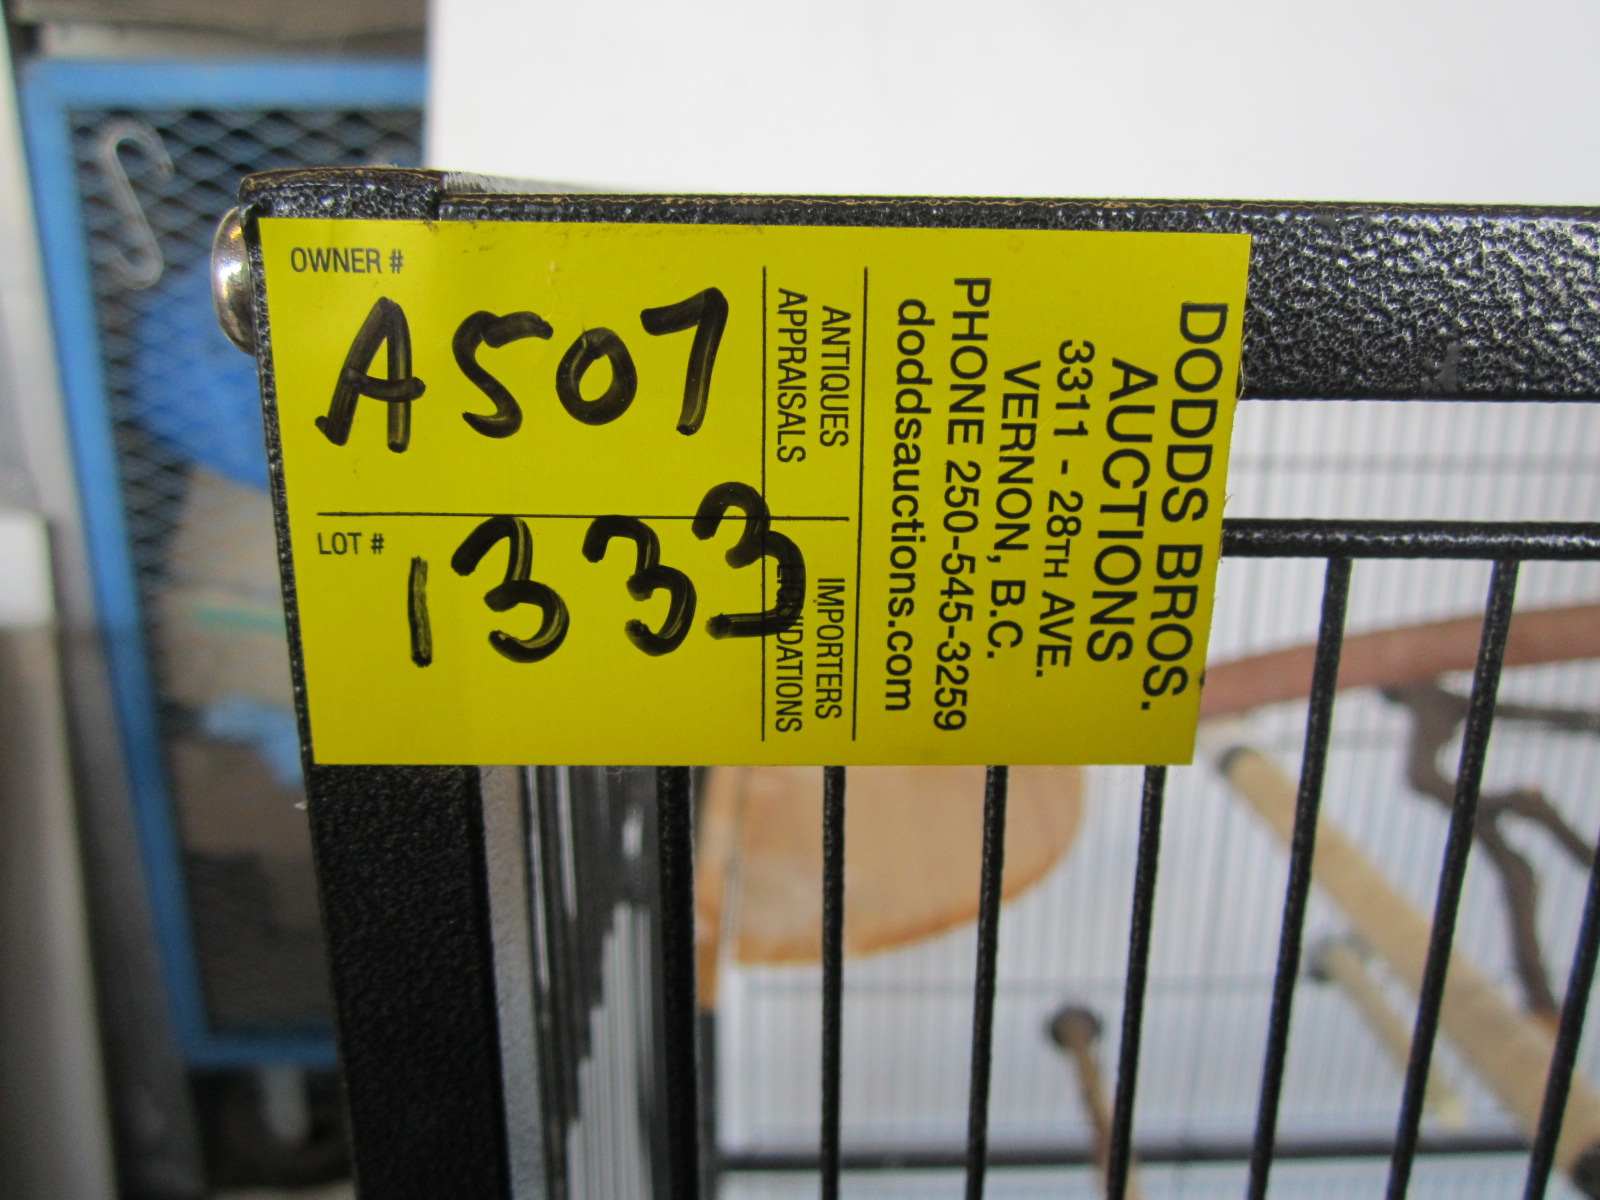 OWNER #
A507
LOT #
1333
DODDS BROS.
AUCTIONS
3311 - 28TH AVE.
VERNON, B.C.
PHONE 250-545-3259
doddsauctions.com
ANTIQUES
APPRAISALS
IMPORTERS